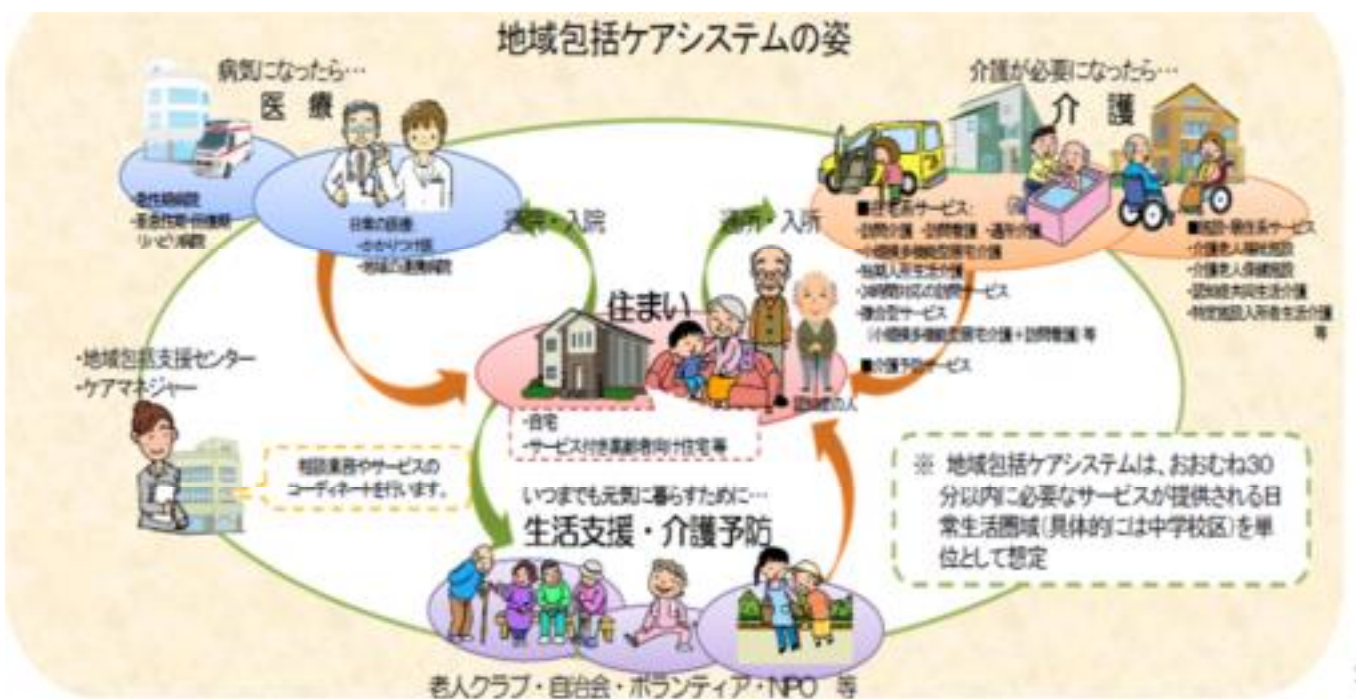 地域包括ケアシステムの姿
病気になったら…
医 療
介護が必要になったら…
介 護
・急性期病院
・亜急性期・回復期
リハビリ病院
日常の医療:
・かかりつけ医
・地域の連携病院
通院・入院
通所・入所
■在宅系サービス:
・訪問介護 ・訪問看護 ・通所介護
・小規模多機能型居宅介護
・短期入所生活介護
・24時間対応の訪問サービス
・複合型サービス
(小規模多機能型居宅介護+訪問看護)等
■介護予防サービス
■施設・居住系サービス
・介護老人福祉施設
・介護老人保健施設
・認知症共同生活介護
・特定施設入所者生活介護
等
住まい
認知症の人
・自宅
・サービス付き高齢者向け住宅 等
・地域包括支援センター
・ケアマネジャー
相談業務やサービスの
コーディネートを行います。
いつまでも元気に暮らすために…
生活支援・介護予防
※ 地域包括ケアシステムは、おおむね30
分以内に必要なサービスが提供される日
常生活圏域(具体的には中学校区)を単
位として想定
老人クラブ・自治会・ボランティア・NPO 等